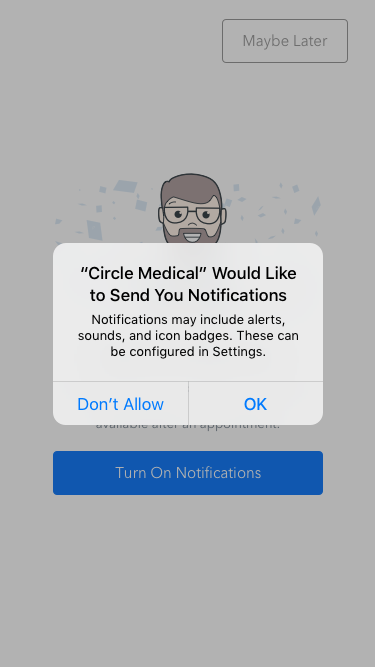 Maybe Later
“Circle Medical” Would Like
to Send You Notifications
Notifications may include alerts,
sounds, and icon badges. These can
be configured in Settings.
Don’t Allow
OK
available after an appointment.
Turn On Notifications